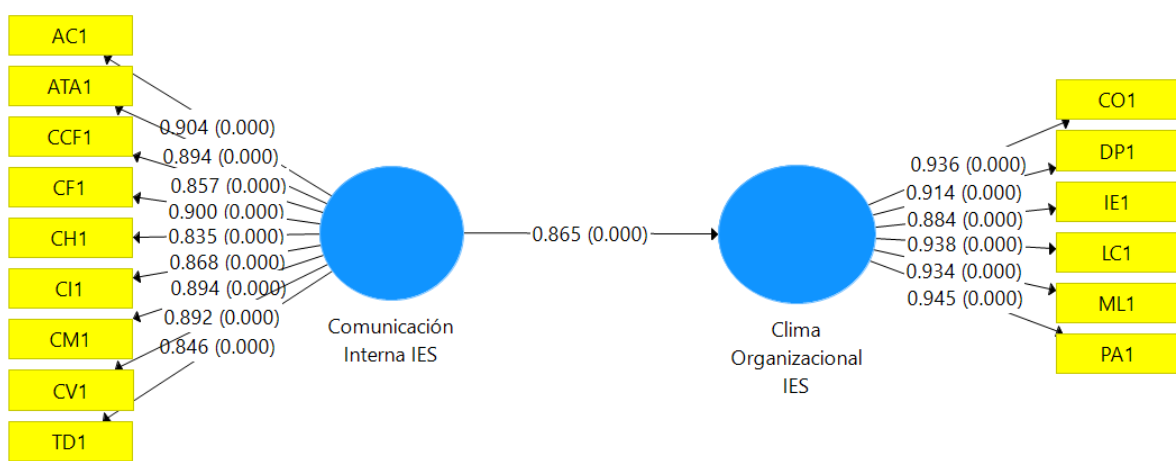 AC1
ATA1
CCF1
CF1
CH1
CI1
CM1
CV1
TD1
0.904 (0.000)
0.894 (0.000)
0.857 (0.000)
0.900 (0.000)
0.835 (0.000)
0.868 (0.000)
0.894 (0.000)
0.892 (0.000)
0.846 (0.000)
Comunicación
Interna IES
0.865 (0.000)
Clima
Organizacional
IES
0.936 (0.000)
0.914 (0.000)
0.884 (0.000)
0.938 (0.000)
0.934 (0.000)
0.945 (0.000)
CO1
DP1
IE1
LC1
ML1
PA1